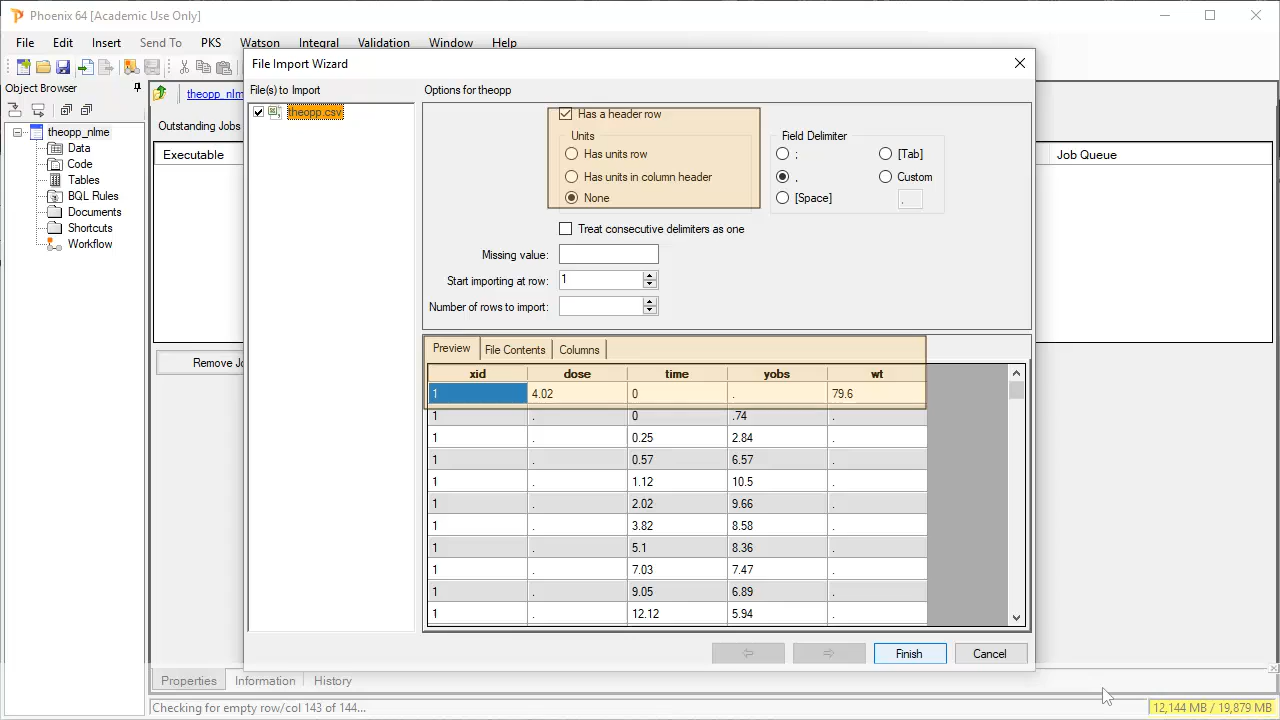 Phoenix 64 [Academic Use Only]
File Edit Insert Send To PKS Watson Integral Validation Window Help
Object Browser
theopp_nlme
Data
Code
Tables
BQL Rules
Documents
Shortcuts
Workflow
theopp_nlm
Outstanding Jobs
Executable
Job Queue
Remove Jo
File Import Wizard
File(s) to Import
theopp.csv
Options for theopp
Has a header row
Units
Has units row
Has units in column header
None
Field Delimiter
; [Tab]
, Custom
[Space] ,
Treat consecutive delimiters as one
Missing value:
Start importing at row: 1
Number of rows to import:
Preview File Contents Columns
xid dose time yobs wt
1 4.02 0 . 79.6
1 . 0 .74 .
1 . 0.25 2.84 .
1 . 0.57 6.57 .
1 . 1.12 10.5 .
1 . 2.02 9.66 .
1 . 3.82 8.58 .
1 . 5.1 8.36 .
1 . 7.03 7.47 .
1 . 9.05 6.89 .
1 . 12.12 5.94 .
Finish Cancel
Properties Information History
Checking for empty row/col 143 of 144...
12,144 MB / 19,879 MB